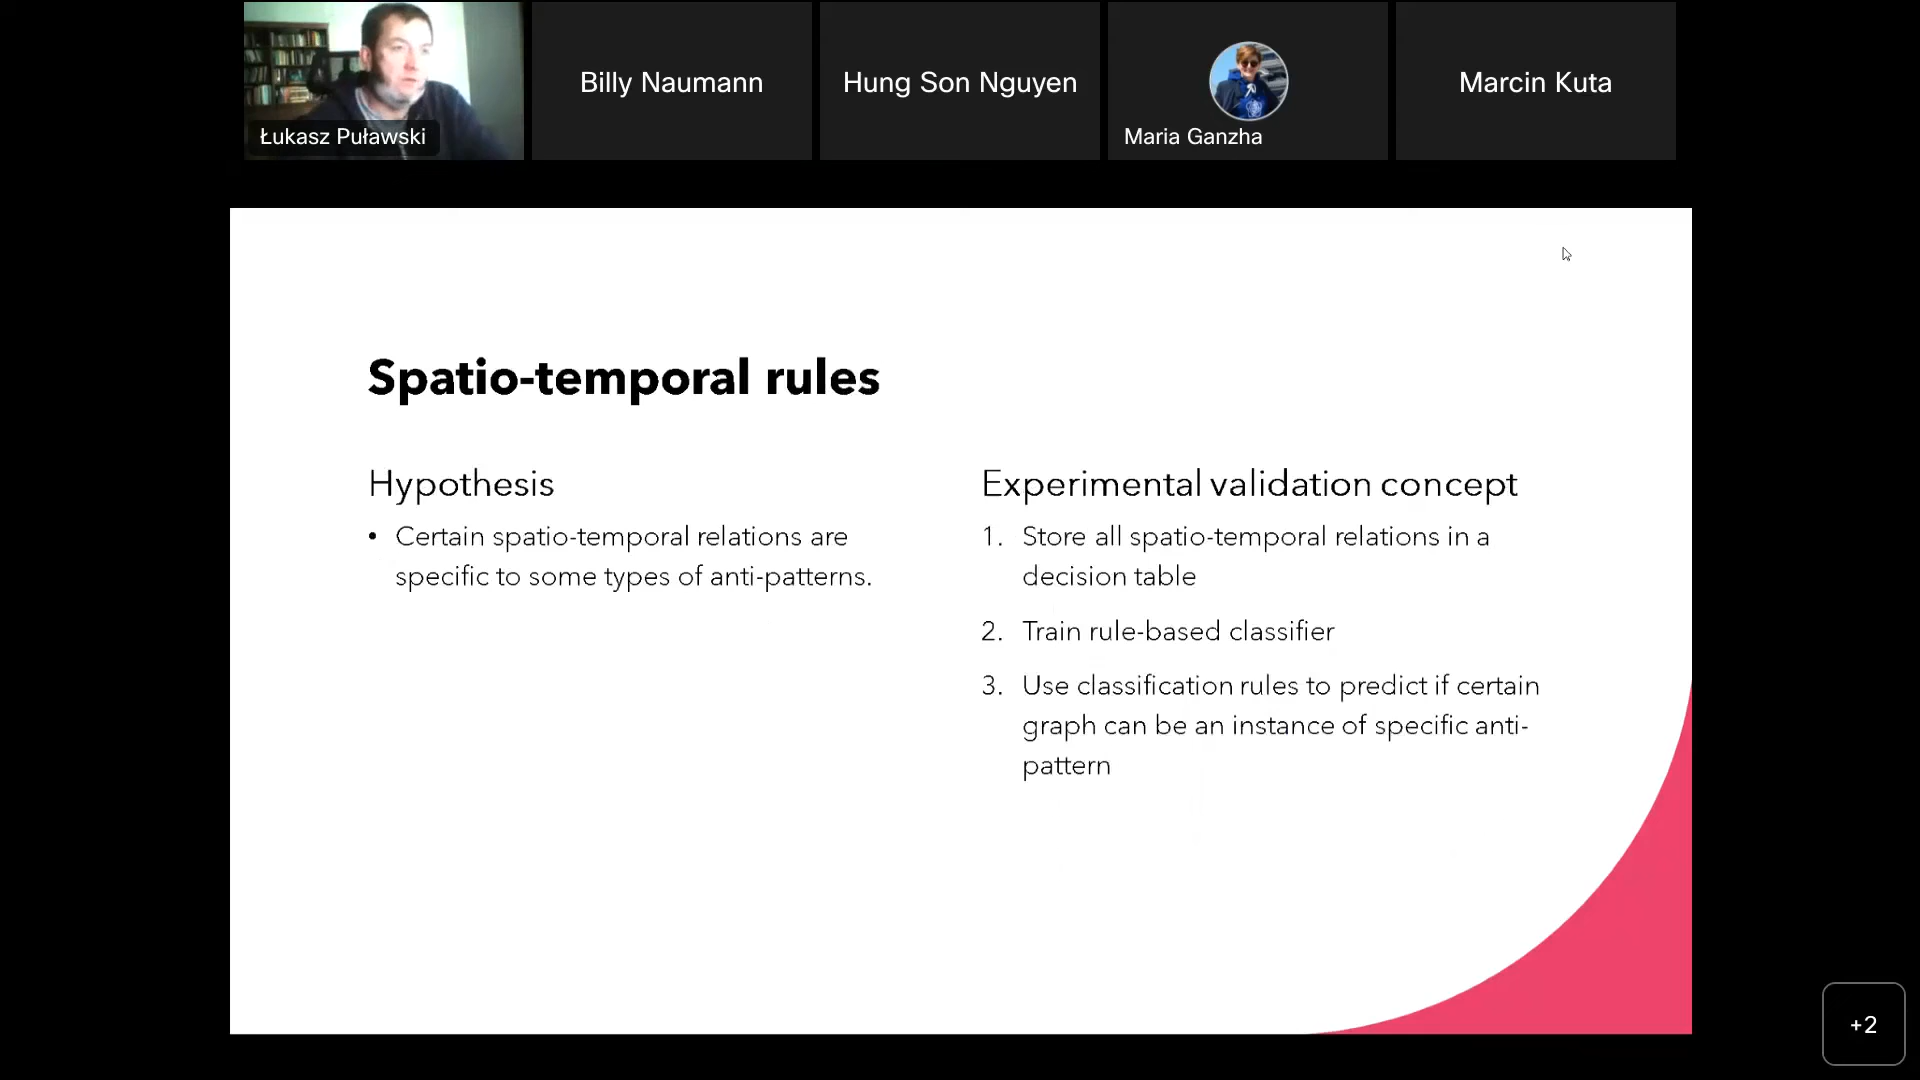 Łukasz Puławski
Billy Naumann
Hung Son Nguyen
Maria Ganzha
Marcin Kuta
Spatio-temporal rules
Hypothesis
• Certain spatio-temporal relations are
specific to some types of anti-patterns.
Experimental validation concept
1. Store all spatio-temporal relations in a
decision table
2. Train rule-based classifier
3. Use classification rules to predict if certain
graph can be an instance of specific anti-
pattern
+2